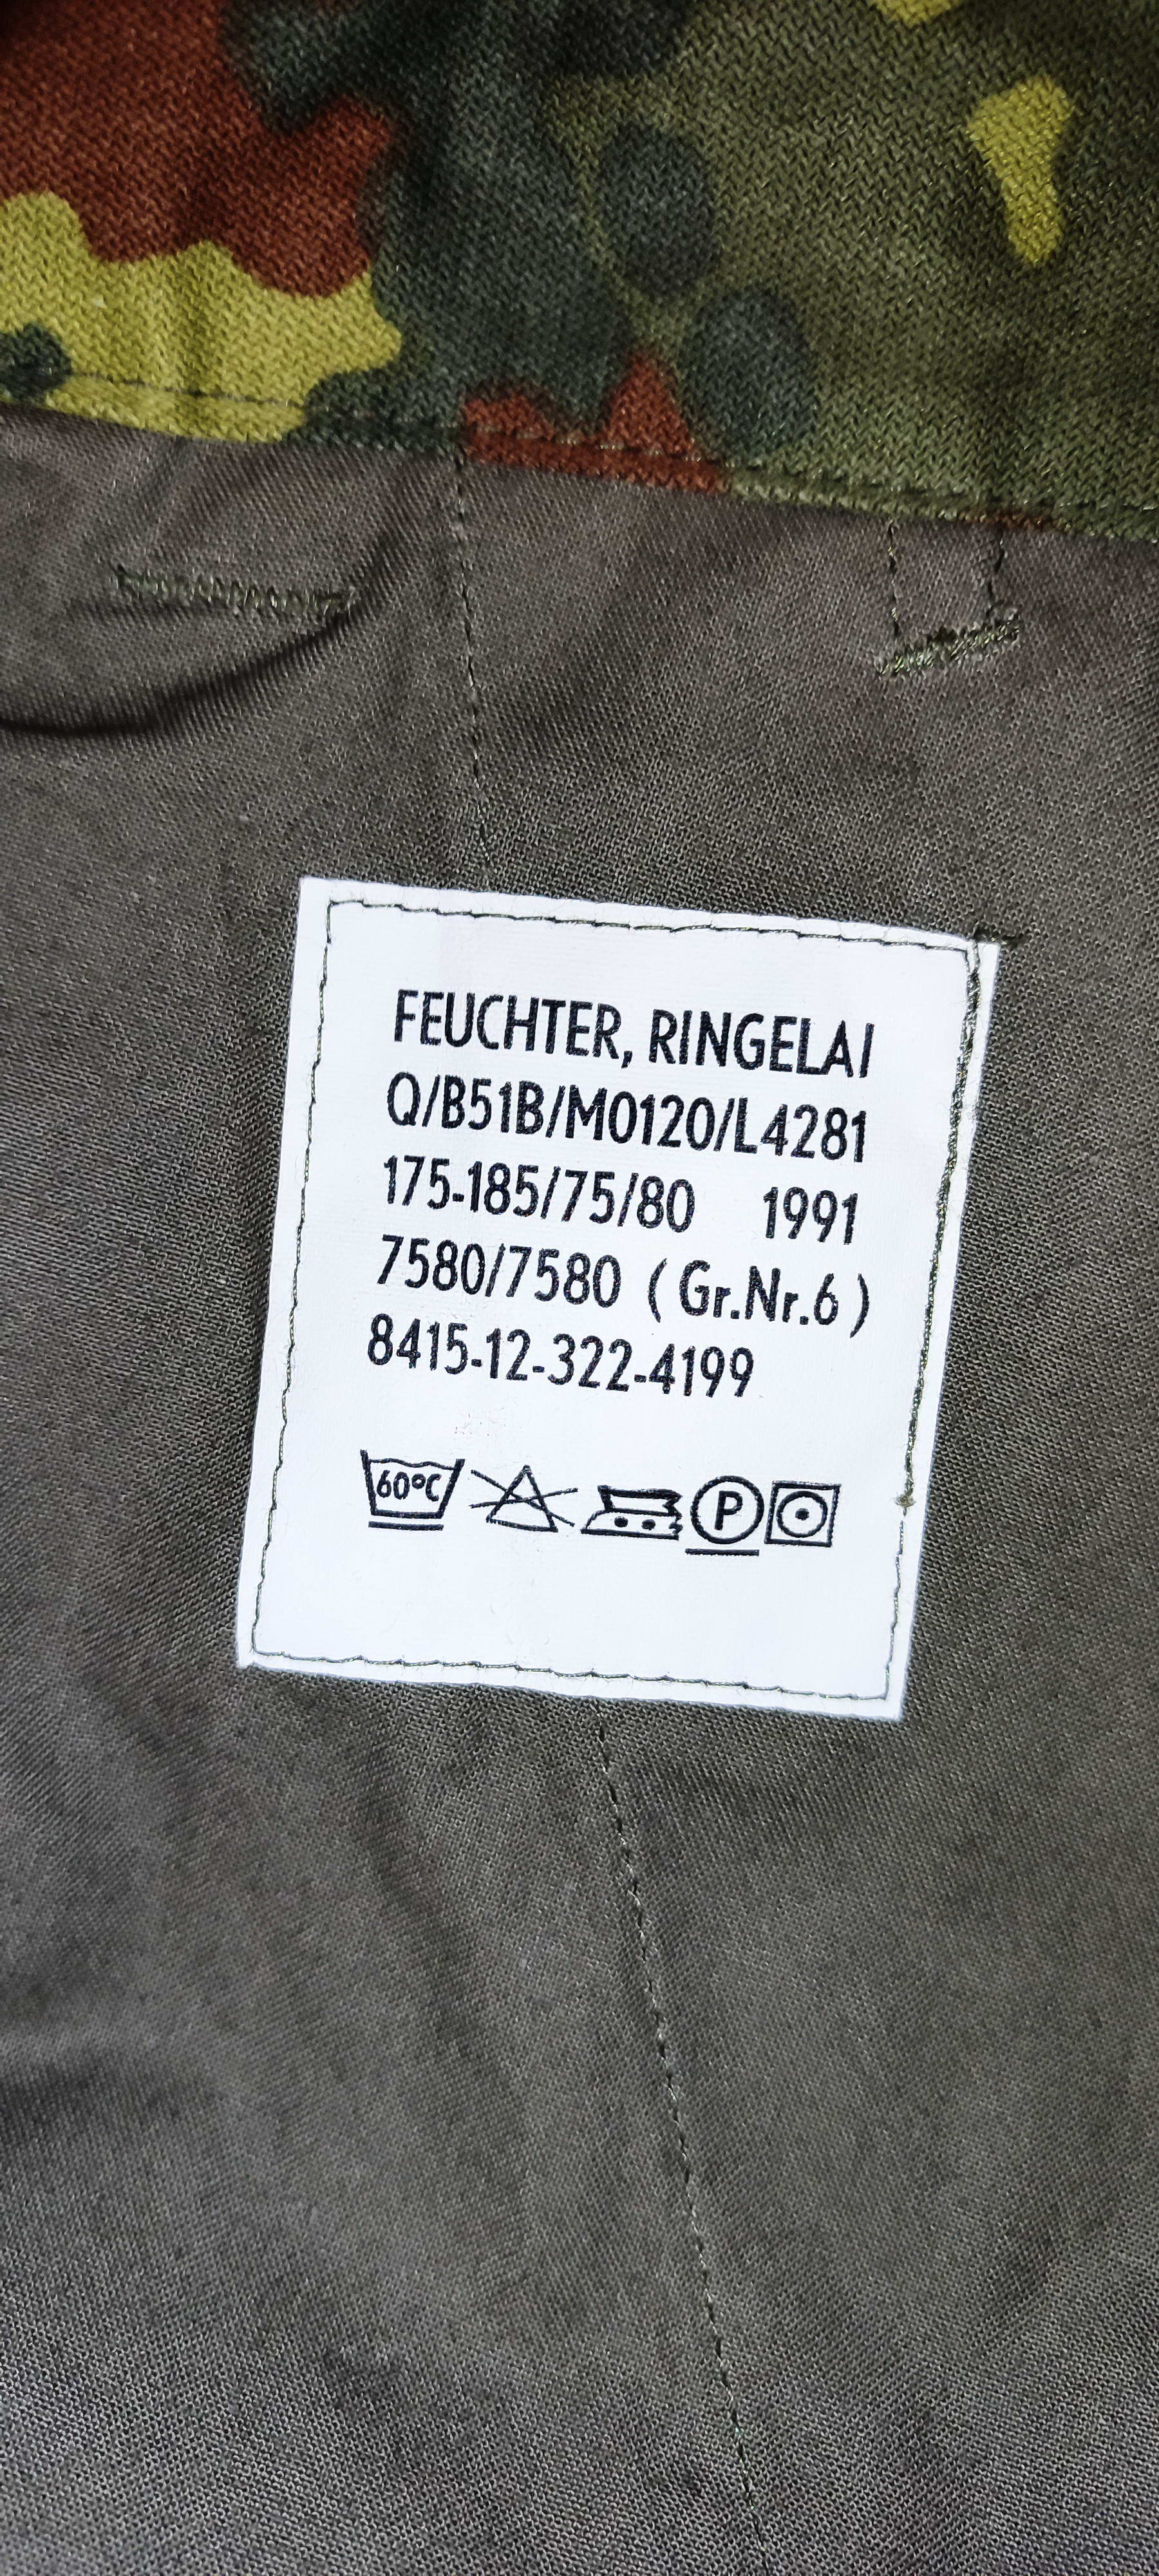 FEUCHTER, RINGELAI
Q/B51B/M0120/L4281
175-185/75/80 1991
7580/7580 (Gr.Nr.6)
8415-12-322-4199
60°C P